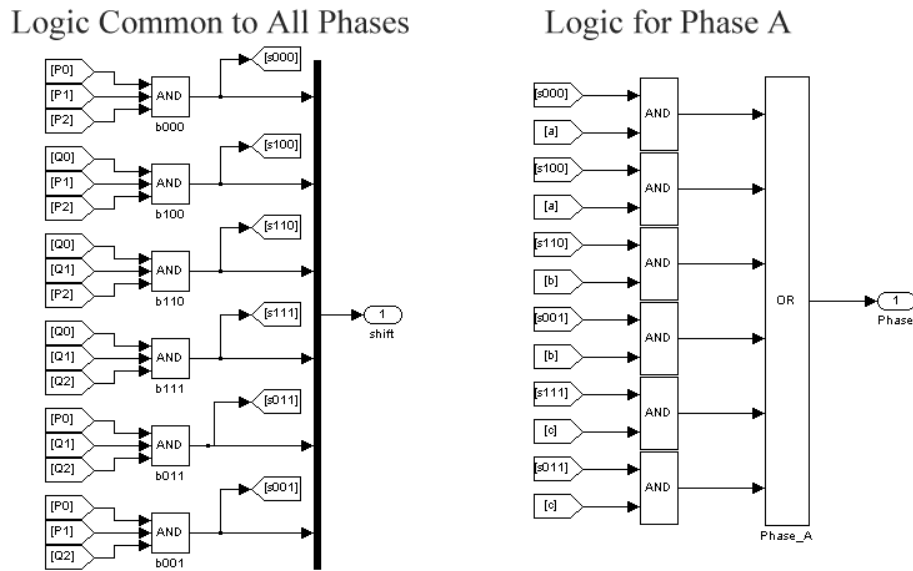 Logic Common to All Phases
[P0]
[P1]
[P2]
AND
b000
[s000]
[Q0]
[P1]
[P2]
AND
b100
[s100]
[Q0]
[Q1]
[P2]
AND
b110
[s110]
[Q0]
[Q1]
[Q2]
AND
b111
[s111]
[P0]
[Q1]
[Q2]
AND
b011
[s011]
[P0]
[P1]
[Q2]
AND
b001
[s001]
1
shift
Logic for Phase A
[s000]
[a]
AND
[s100]
[a]
AND
[s110]
[b]
AND
[s001]
[b]
AND
[s111]
[c]
AND
[s011]
[c]
AND
OR
Phase_A
1
Phase